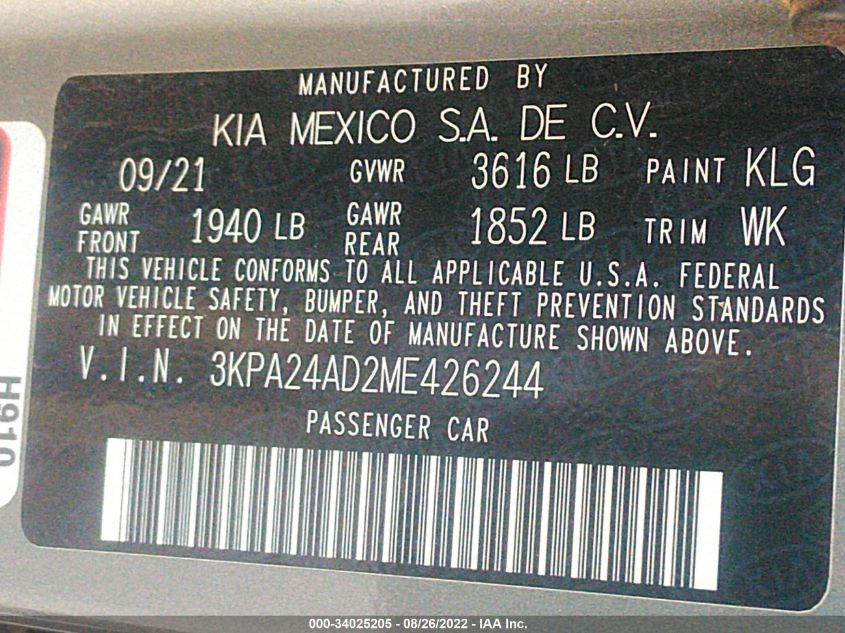 MANUFACTURED BY
KIA MEXICO S.A. DE C.V.
09/21 GVWR 3616 LB PAINT KLG
GAWR FRONT 1940 LB GAWR REAR 1852 LB TRIM WK
THIS VEHICLE CONFORMS TO ALL APPLICABLE U.S.A. FEDERAL
MOTOR VEHICLE SAFETY, BUMPER, AND THEFT PREVENTION STANDARDS
IN EFFECT ON THE DATE OF MANUFACTURE SHOWN ABOVE.
V.I.N. 3KPA24AD2ME426244
PASSENGER CAR
H910
000-34025205 - 08/26/2022 - IAA Inc.